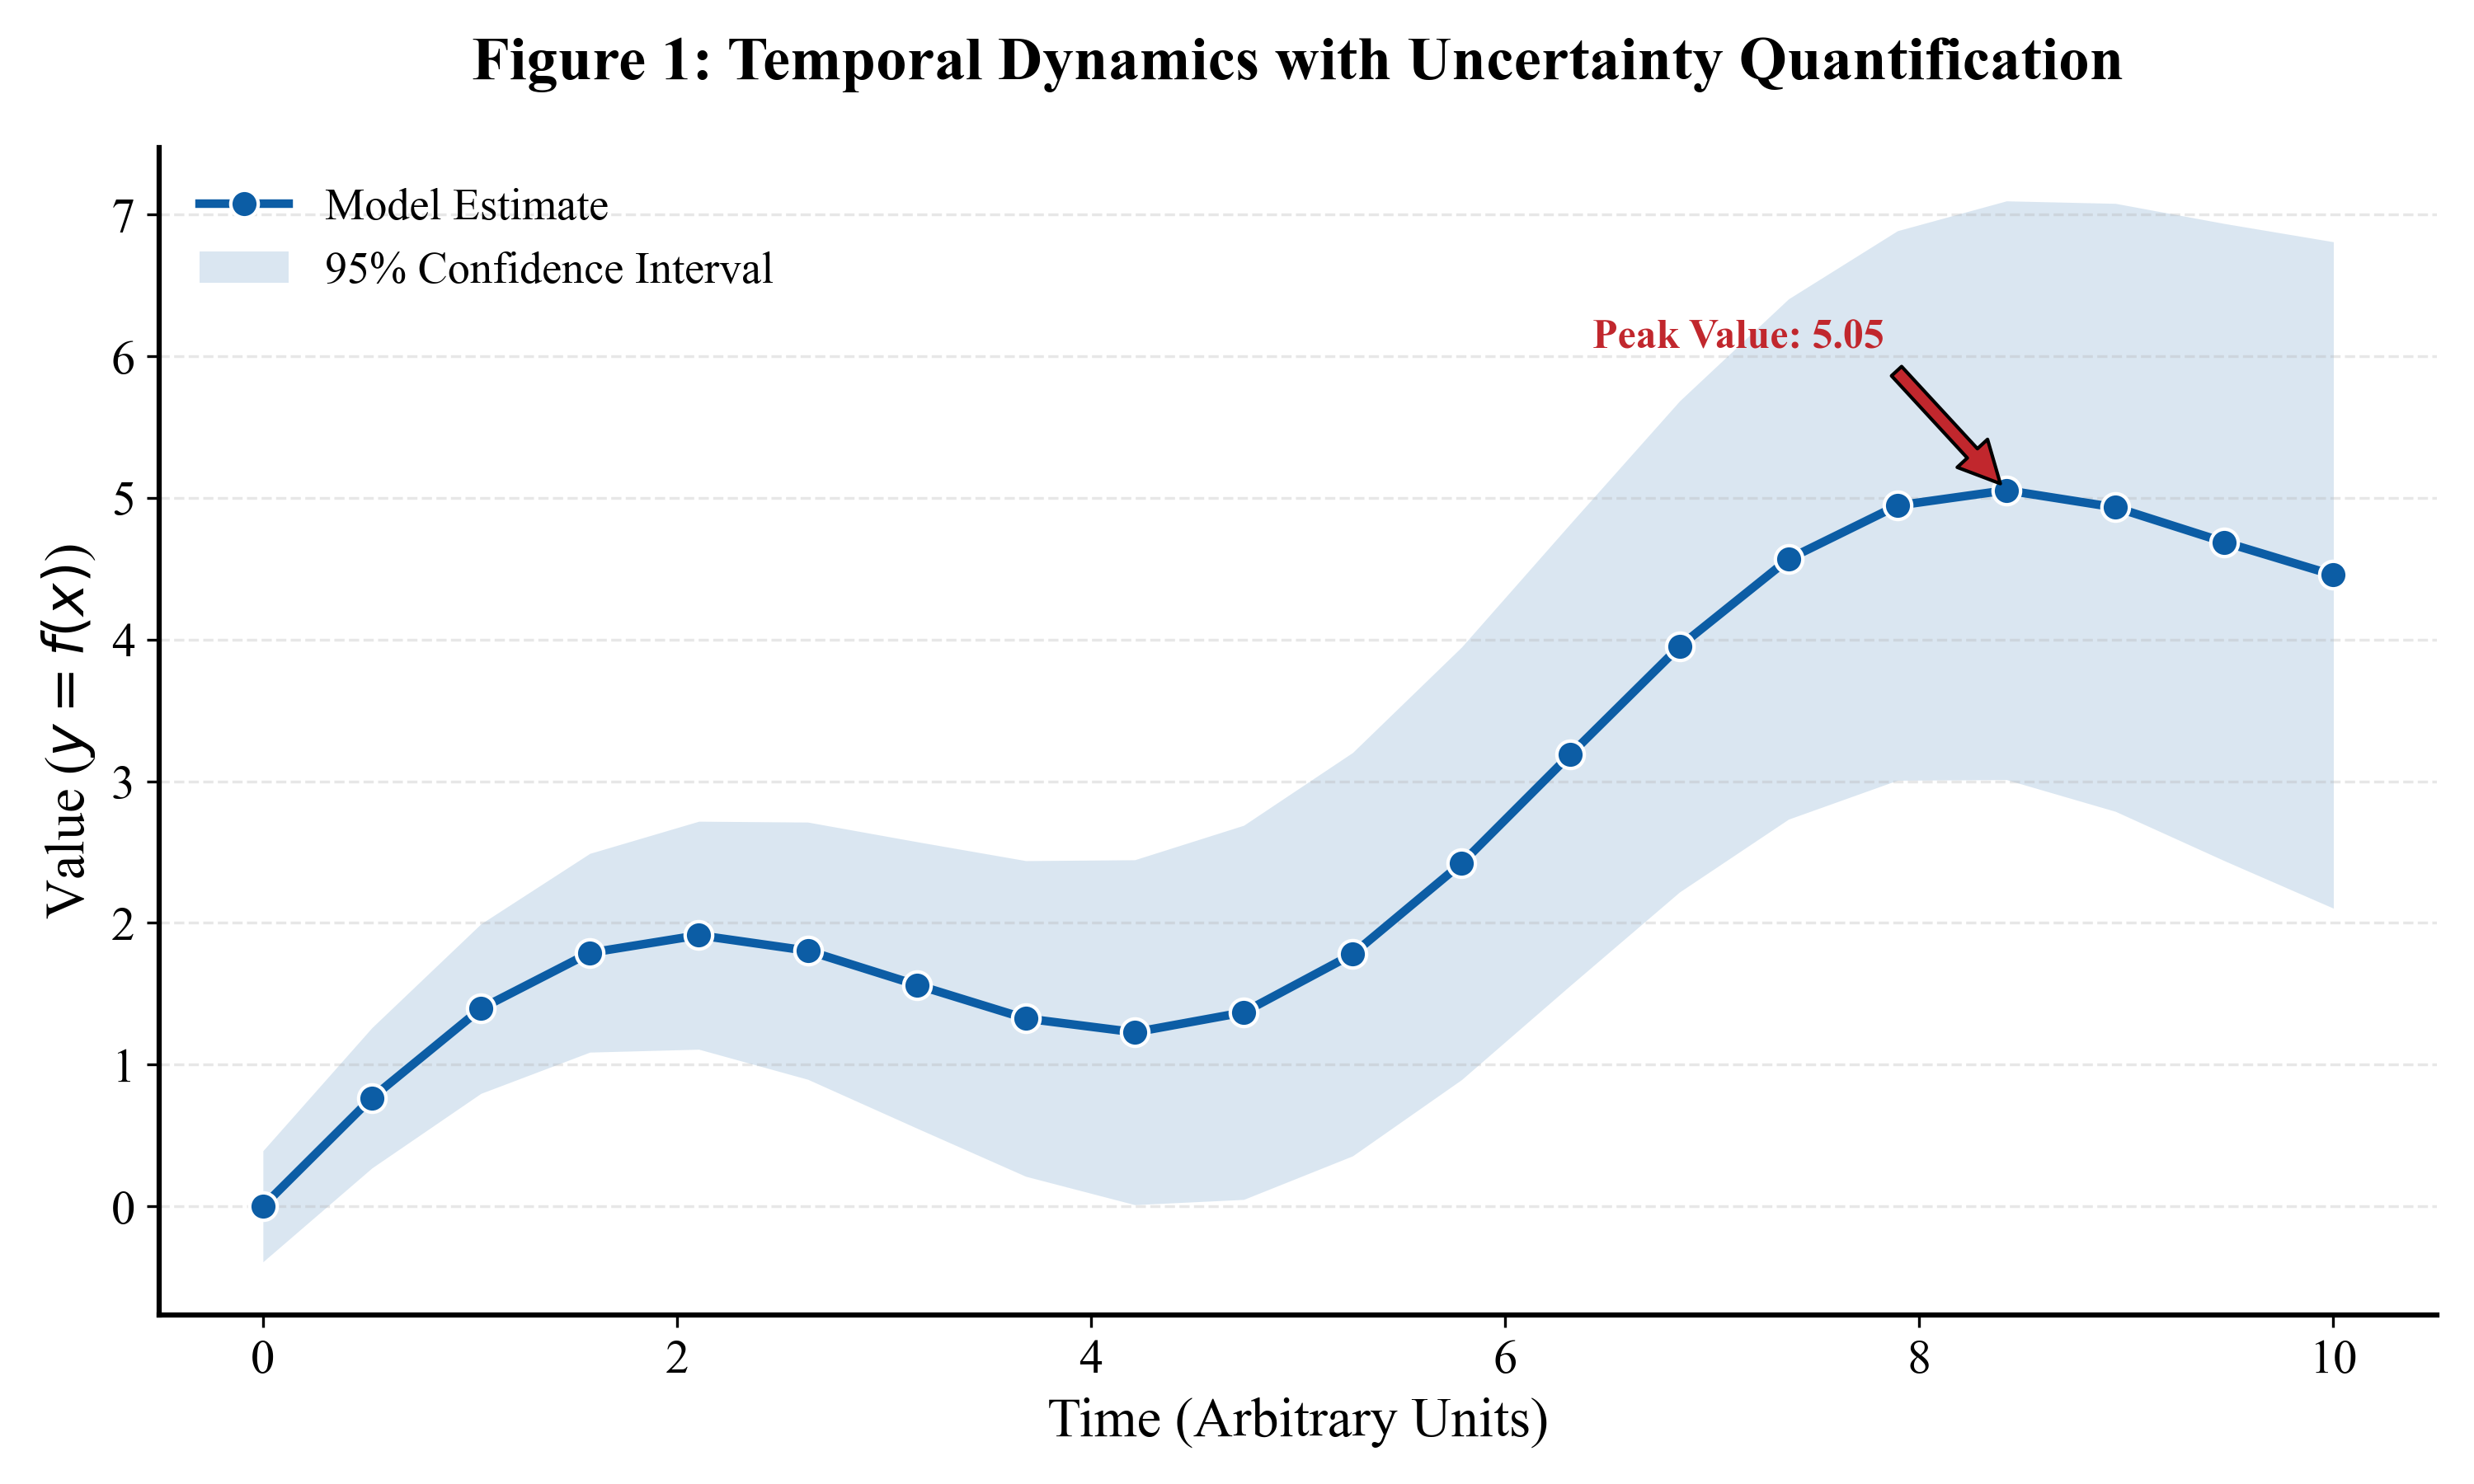 Figure 1: Temporal Dynamics with Uncertainty Quantification
Model Estimate
95% Confidence Interval
Peak Value: 5.05
Value (y = f(x))
7
6
5
4
3
2
1
0
0 2 4 6 8 10
Time (Arbitrary Units)